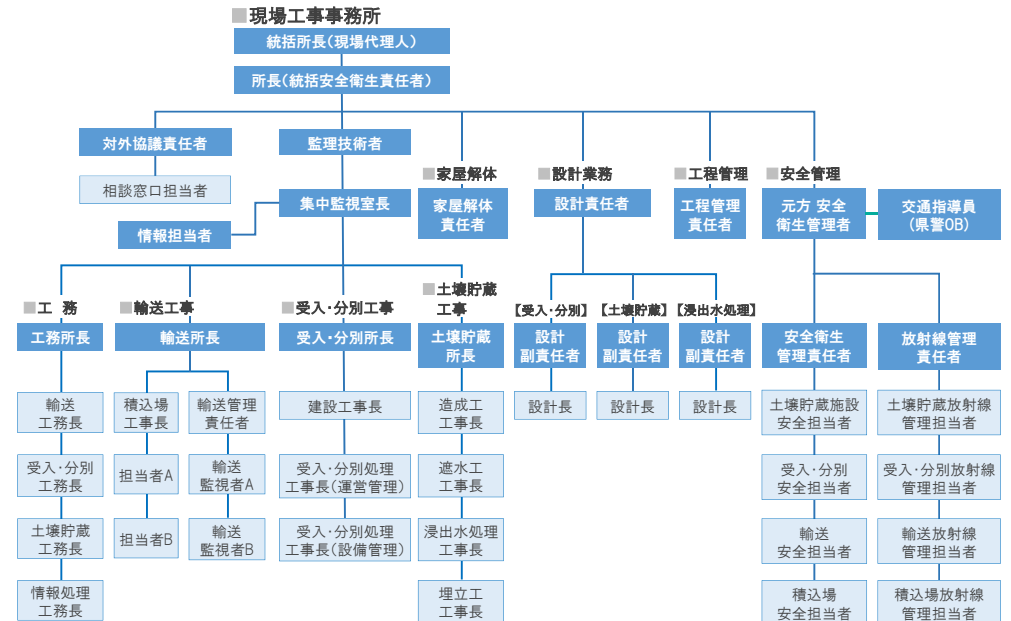 ■現場工事事務所
統括所長(現場代理人)
所長(統括安全衛生責任者)
対外協議責任者
相談窓口担当者
監理技術者
集中監視室長
情報担当者
■家屋解体
家屋解体
責任者
■設計業務
設計責任者
■工程管理
工程管理
責任者
■安全管理
元方 安全
衛生管理者
交通指導員
(県警OB)
■工 務
工務所長
輸送
工務長
受入・分別
工務長
土壌貯蔵
工務長
情報処理
工務長
■輸送工事
輸送所長
積込場
工事長
担当者A
担当者B
輸送管理
責任者
輸送
監視者A
輸送
監視者B
■受入・分別工事
受入・分別所長
建設工事長
受入・分別処理
工事長(運営管理)
受入・分別処理
工事長(設備管理)
■土壌貯蔵
工事
土壌貯蔵
所長
造成工
工事長
遮水工
工事長
浸出水処理
工事長
埋立工
工事長
【受入・分別】
設計
副責任者
設計長
【土壌貯蔵】
設計
副責任者
設計長
【浸出水処理】
設計
副責任者
設計長
安全衛生
管理責任者
土壌貯蔵施設
安全担当者
受入・分別
安全担当者
輸送
安全担当者
積込場
安全担当者
放射線管理
責任者
土壌貯蔵放射線
管理担当者
受入・分別放射線
管理担当者
輸送放射線
管理担当者
積込場放射線
管理担当者